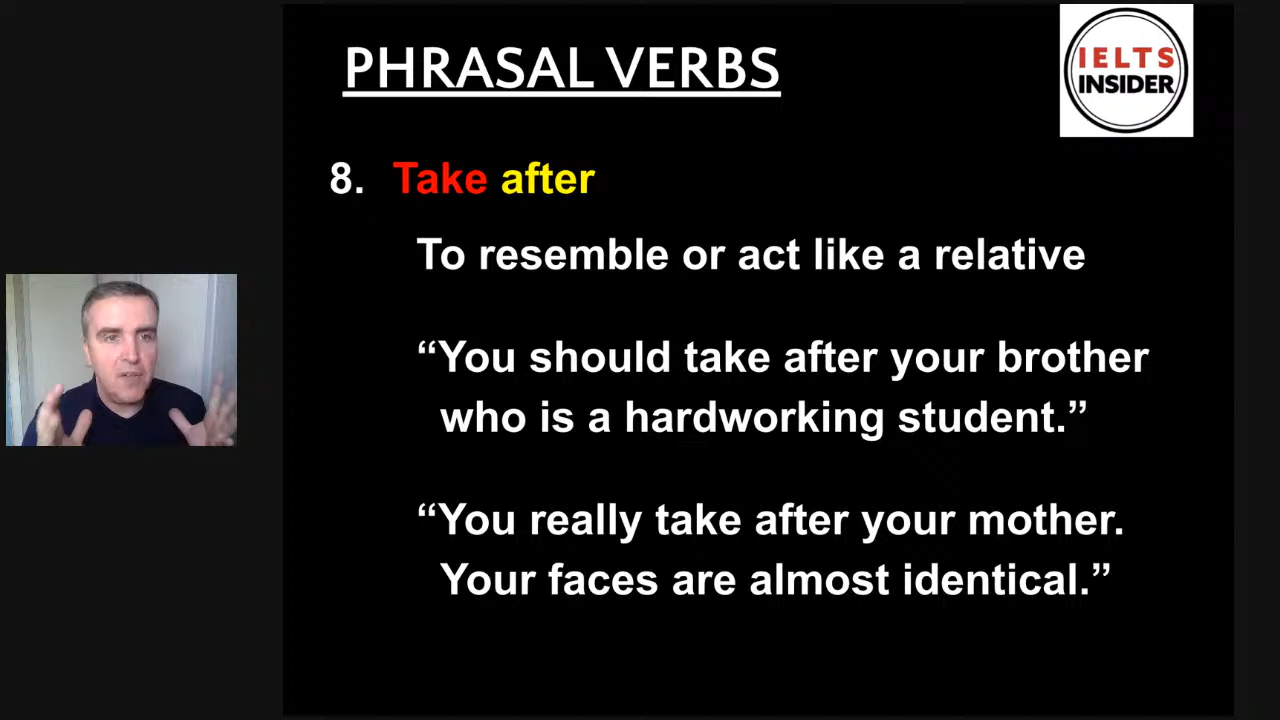 PHRASAL VERBS
IELTS
INSIDER
8. Take after
To resemble or act like a relative
“You should take after your brother
who is a hardworking student.”
“You really take after your mother.
Your faces are almost identical.”